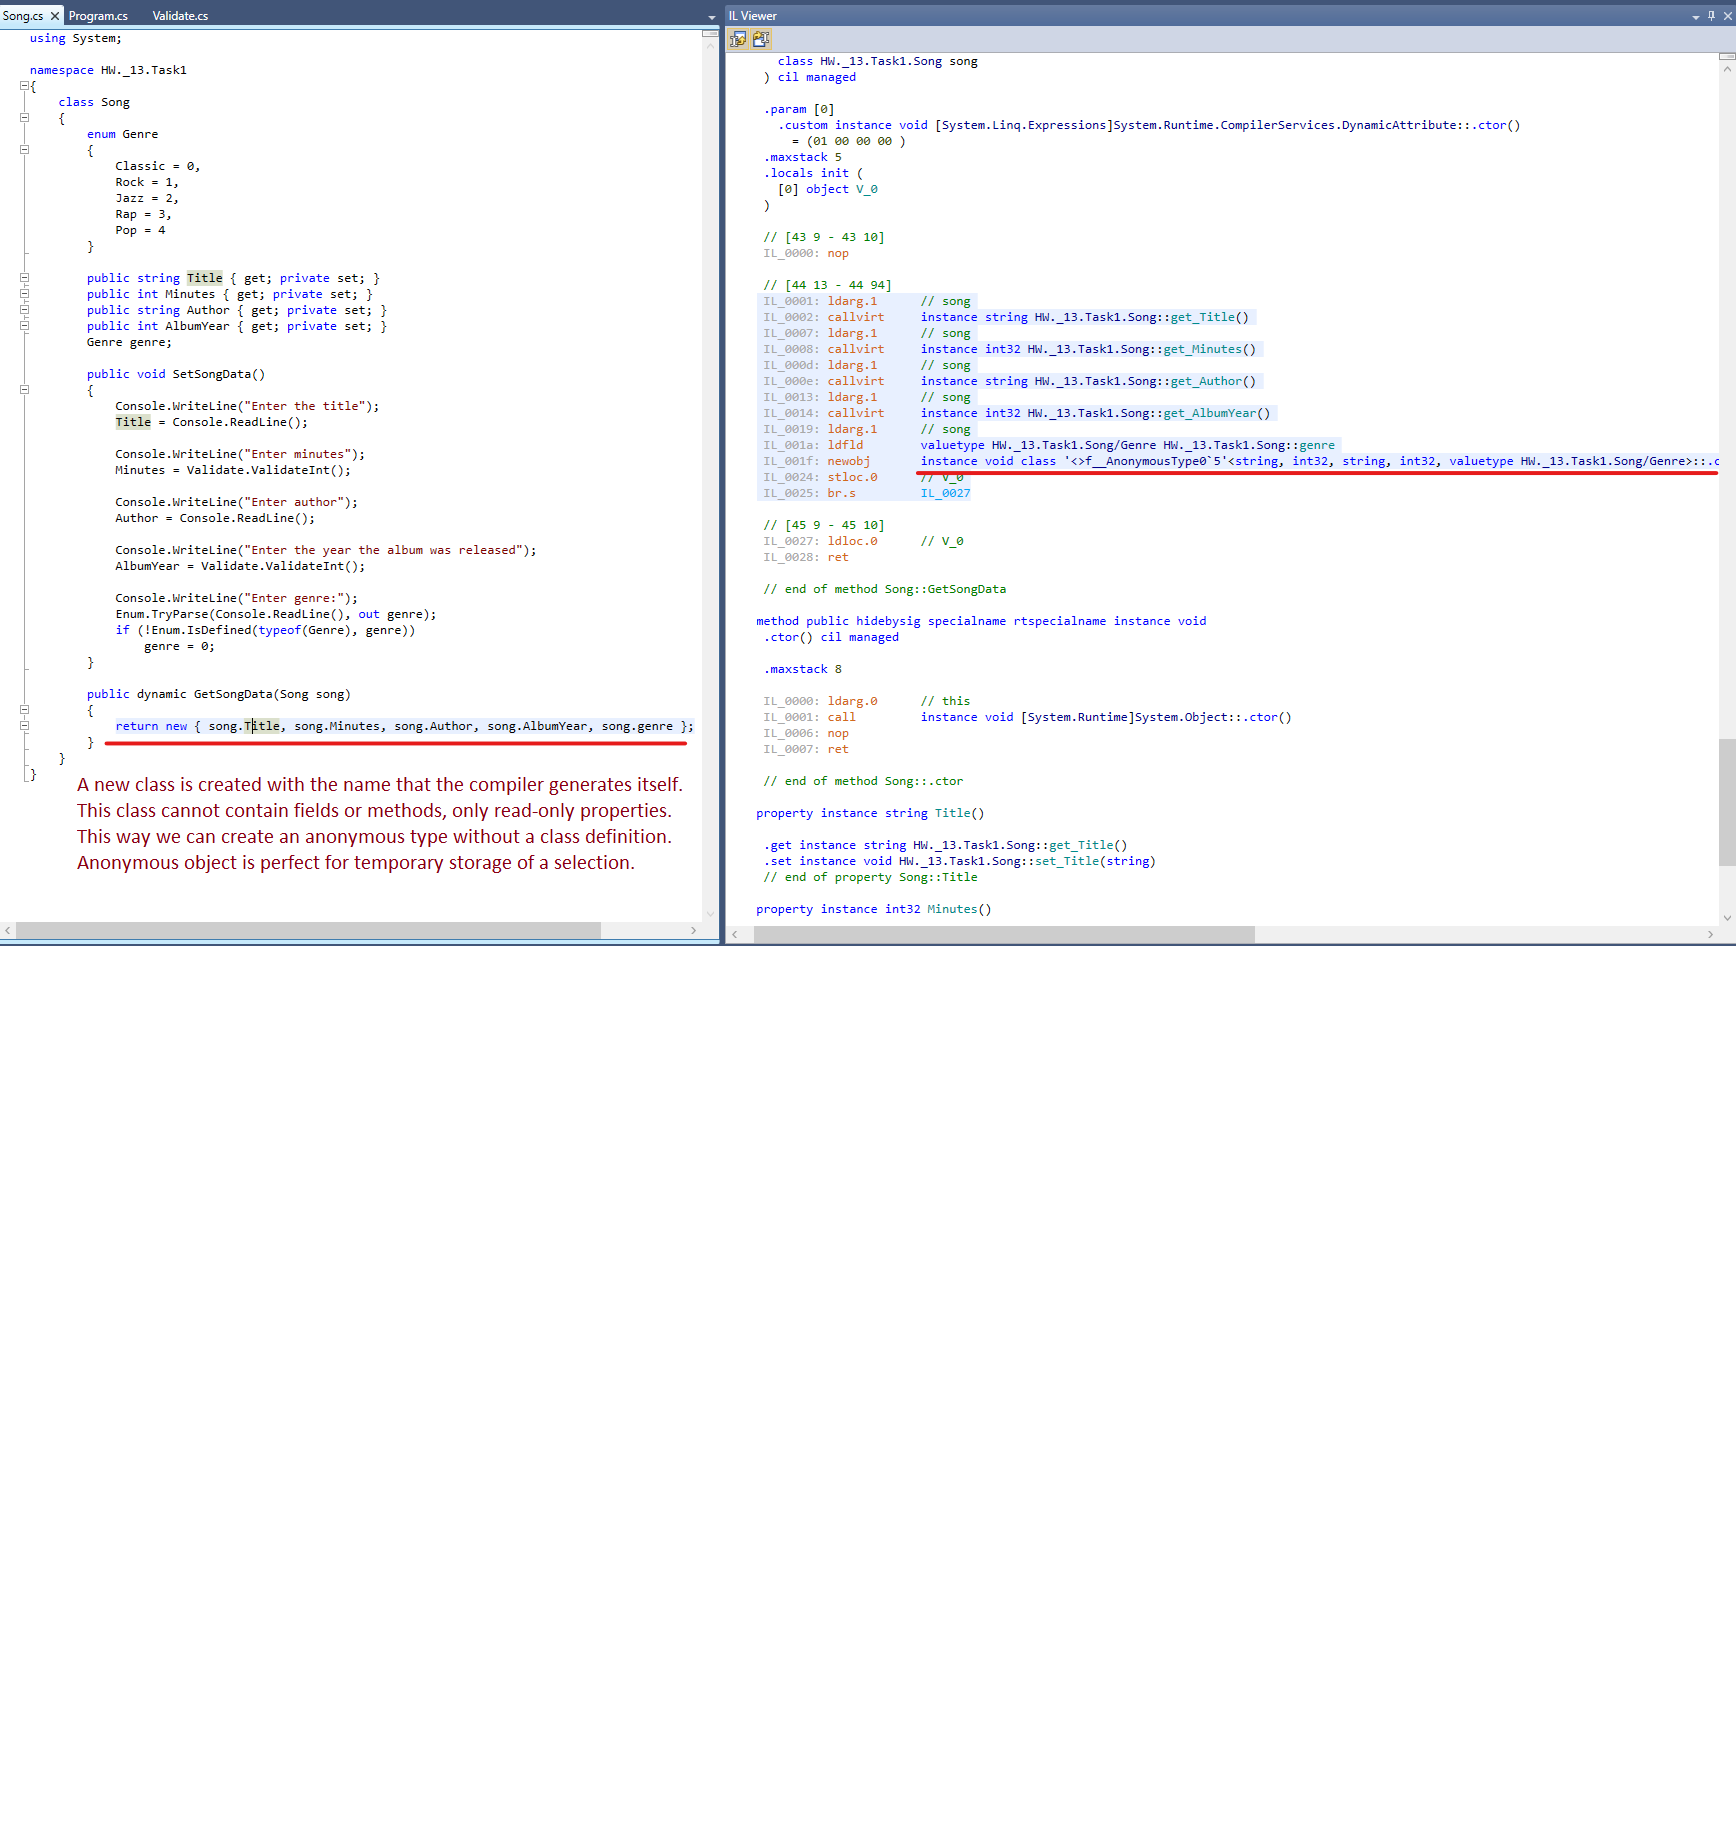 Song.cs
Program.cs
Validate.cs
using System;
namespace HW._13.Task1
{
class Song
{
enum Genre
{
Classic = 0,
Rock = 1,
Jazz = 2,
Rap = 3,
Pop = 4
}
public string Title { get; private set; }
public int Minutes { get; private set; }
public string Author { get; private set; }
public int AlbumYear { get; private set; }
Genre genre;
public void SetSongData()
{
Console.WriteLine("Enter the title");
Title = Console.ReadLine();
Console.WriteLine("Enter minutes");
Minutes = Validate.ValidateInt();
Console.WriteLine("Enter author");
Author = Console.ReadLine();
Console.WriteLine("Enter the year the album was released");
AlbumYear = Validate.ValidateInt();
Console.WriteLine("Enter genre:");
Enum.TryParse(Console.ReadLine(), out genre);
if (!Enum.IsDefined(typeof(Genre), genre))
genre = 0;
}
public dynamic GetSongData(Song song)
{
return new { song.Title, song.Minutes, song.Author, song.AlbumYear, song.genre };
}
}
}
A new class is created with the name that the compiler generates itself.
This class cannot contain fields or methods, only read-only properties.
This way we can create an anonymous type without a class definition.
Anonymous object is perfect for temporary storage of a selection.
IL Viewer
class HW._13.Task1.Song song
) cil managed
.param [0]
.custom instance void [System.Linq.Expressions]System.Runtime.CompilerServices.DynamicAttribute::.ctor()
= (01 00 00 00 )
.maxstack 5
.locals init (
[0] object V_0
)
// [43 9 - 43 10]
IL_0000: nop
// [44 13 - 44 94]
IL_0001: ldarg.1 // song
IL_0002: callvirt instance string HW._13.Task1.Song::get_Title()
IL_0007: ldarg.1 // song
IL_0008: callvirt instance int32 HW._13.Task1.Song::get_Minutes()
IL_000d: ldarg.1 // song
IL_000e: callvirt instance string HW._13.Task1.Song::get_Author()
IL_0013: ldarg.1 // song
IL_0014: callvirt instance int32 HW._13.Task1.Song::get_AlbumYear()
IL_0019: ldarg.1 // song
IL_001a: ldfld valuetype HW._13.Task1.Song/Genre HW._13.Task1.Song::genre
IL_001f: newobj instance void class '<>f__AnonymousType0`5'<string, int32, string, int32, valuetype HW._13.Task1.Song/Genre>::.c
IL_0024: stloc.0 // V_0
IL_0025: br.s IL_0027
// [45 9 - 45 10]
IL_0027: ldloc.0 // V_0
IL_0028: ret
// end of method Song::GetSongData
method public hidebysig specialname rtspecialname instance void
.ctor() cil managed
.maxstack 8
IL_0000: ldarg.0 // this
IL_0001: call instance void [System.Runtime]System.Object::.ctor()
IL_0006: nop
IL_0007: ret
// end of method Song::.ctor
property instance string Title()
.get instance string HW._13.Task1.Song::get_Title()
.set instance void HW._13.Task1.Song::set_Title(string)
// end of property Song::Title
property instance int32 Minutes()